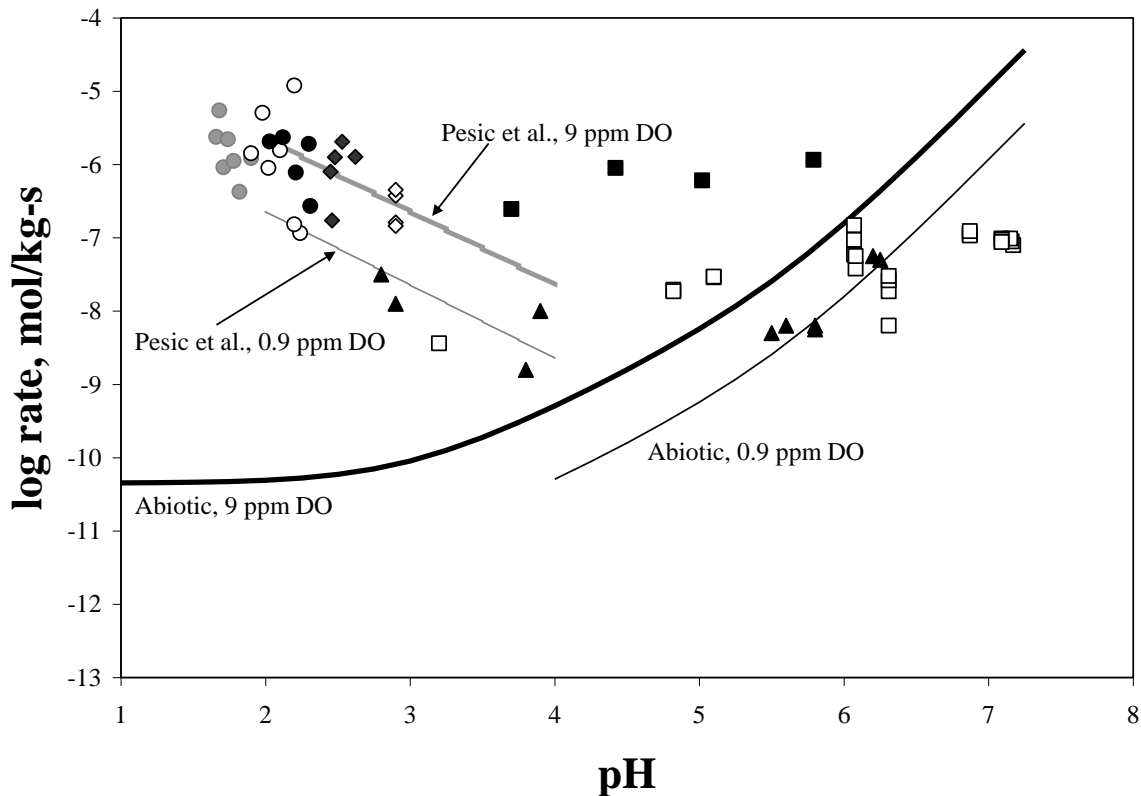 -4
-5
-6
-7
-8
-9
-10
-11
-12
-13
log rate, mol/kg-s
Pesic et al., 9 ppm DO
Pesic et al., 0.9 ppm DO
Abiotic, 0.9 ppm DO
Abiotic, 9 ppm DO
1 2 3 4 5 6 7 8
pH